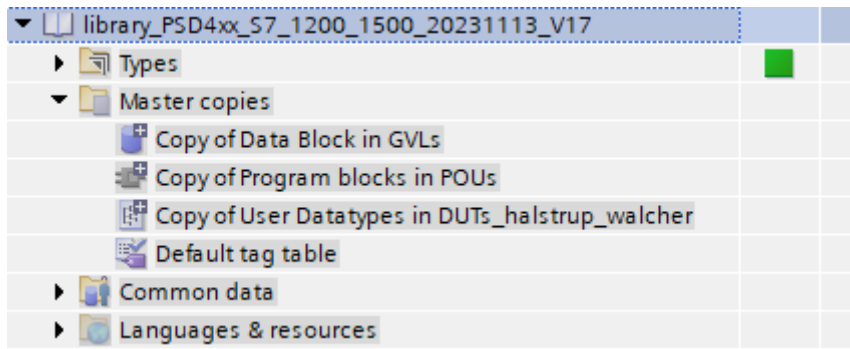 library_PSD4xx_S7_1200_1500_20231113_V17
Types
Master copies
Copy of Data Block in GVLs
Copy of Program blocks in POUs
Copy of User Datatypes in DUTs_halstrup_walcher
Default tag table
Common data
Languages & resources